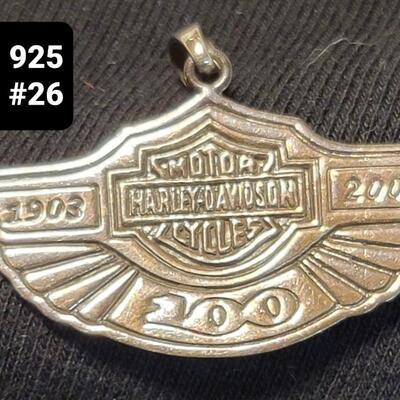 925
#26
MOTOR
HARLEY-DAVIDSON
CYCLES
1903
200
100